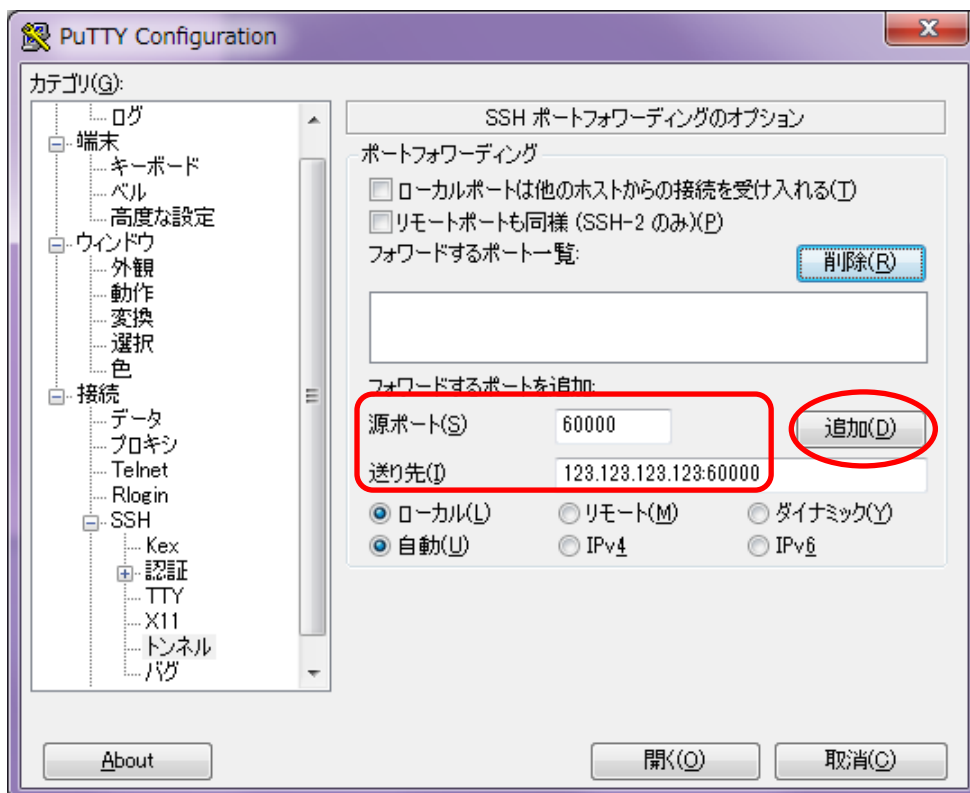 PuTTY Configuration
カテゴリ(G):
ログ
端末
キーボード
ベル
高度な設定
ウィンドウ
外観
動作
変換
選択
色
接続
データ
プロキシ
Telnet
Rlogin
SSH
Kex
認証
TTY
X11
トンネル
バグ
SSH ポートフォワーディングのオプション
ポートフォワーディング
ローカルポートは他のホストからの接続を受け入れる(T)
リモートポートも同様 (SSH-2 のみ)(P)
フォワードするポート一覧:
削除(R)
フォワードするポートを追加:
源ポート(S) 60000 追加(D)
送り先(I) 123.123.123.123:60000
ローカル(L) リモート(M) ダイナミック(Y)
自動(U) IPv4 IPv6
About 開く(O) 取消(C)